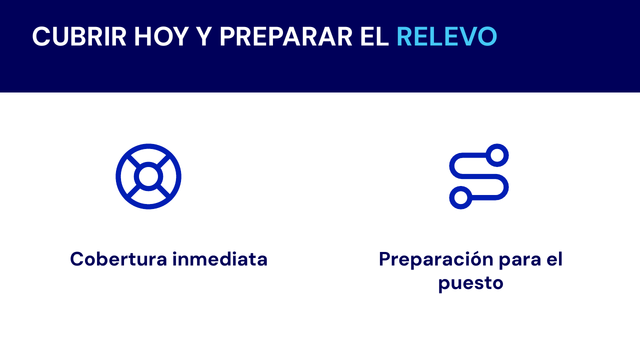 CUBRIR HOY Y PREPARAR EL RELEVO
Cobertura inmediata
Preparación para el
puesto